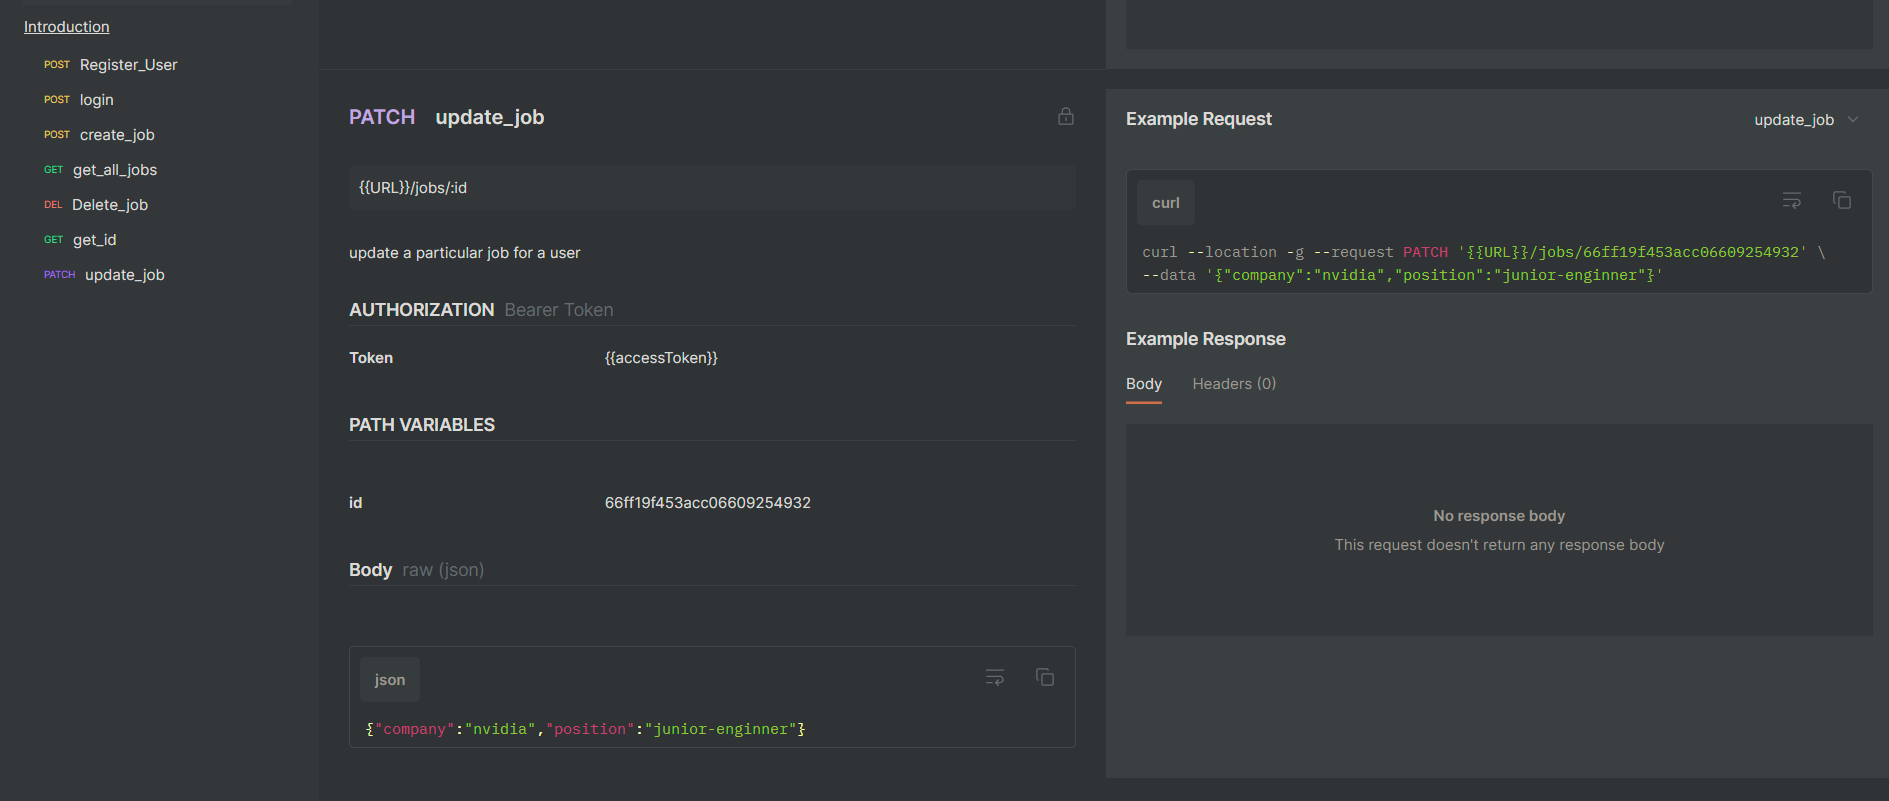 Introduction
POST Register_User
POST login
POST create_job
GET get_all_jobs
DEL Delete_job
GET get_id
PATCH update_job
PATCH update_job
{{URL}}/jobs/:id
update a particular job for a user
AUTHORIZATION Bearer Token
Token {{accessToken}}
PATH VARIABLES
id 66ff19f453acc06609254932
Body raw (json)
json
{"company":"nvidia","position":"junior-enginner"}
Example Request update_job
curl
curl --location -g --request PATCH '{{URL}}/jobs/66ff19f453acc06609254932' \
--data '{"company":"nvidia","position":"junior-enginner"}'
Example Response
Body Headers (0)
No response body
This request doesn't return any response body